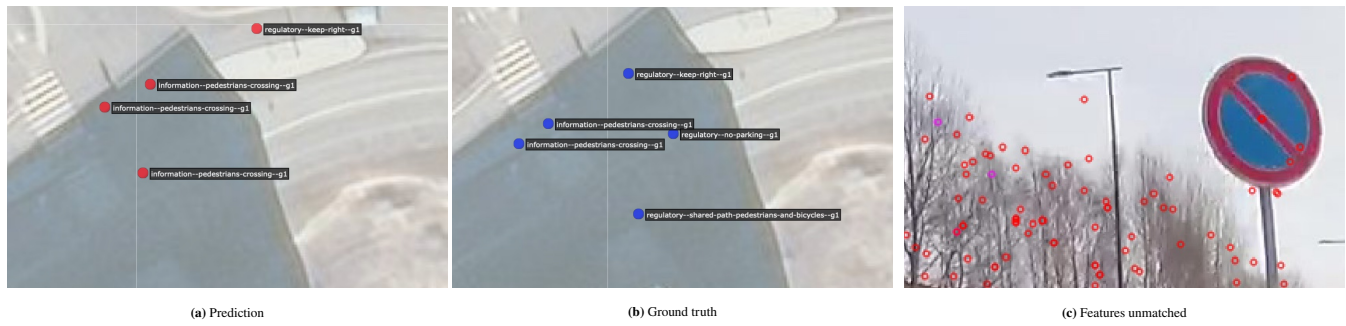 regulatory--keep-right--g1
information--pedestrians-crossing--g1
information--pedestrians-crossing--g1
information--pedestrians-crossing--g1
(a) Prediction
regulatory--keep-right--g1
information--pedestrians-crossing--g1
regulatory--no-parking--g1
information--pedestrians-crossing--g1
regulatory--shared-path-pedestrians-and-bicycles--g1
(b) Ground truth
(c) Features unmatched